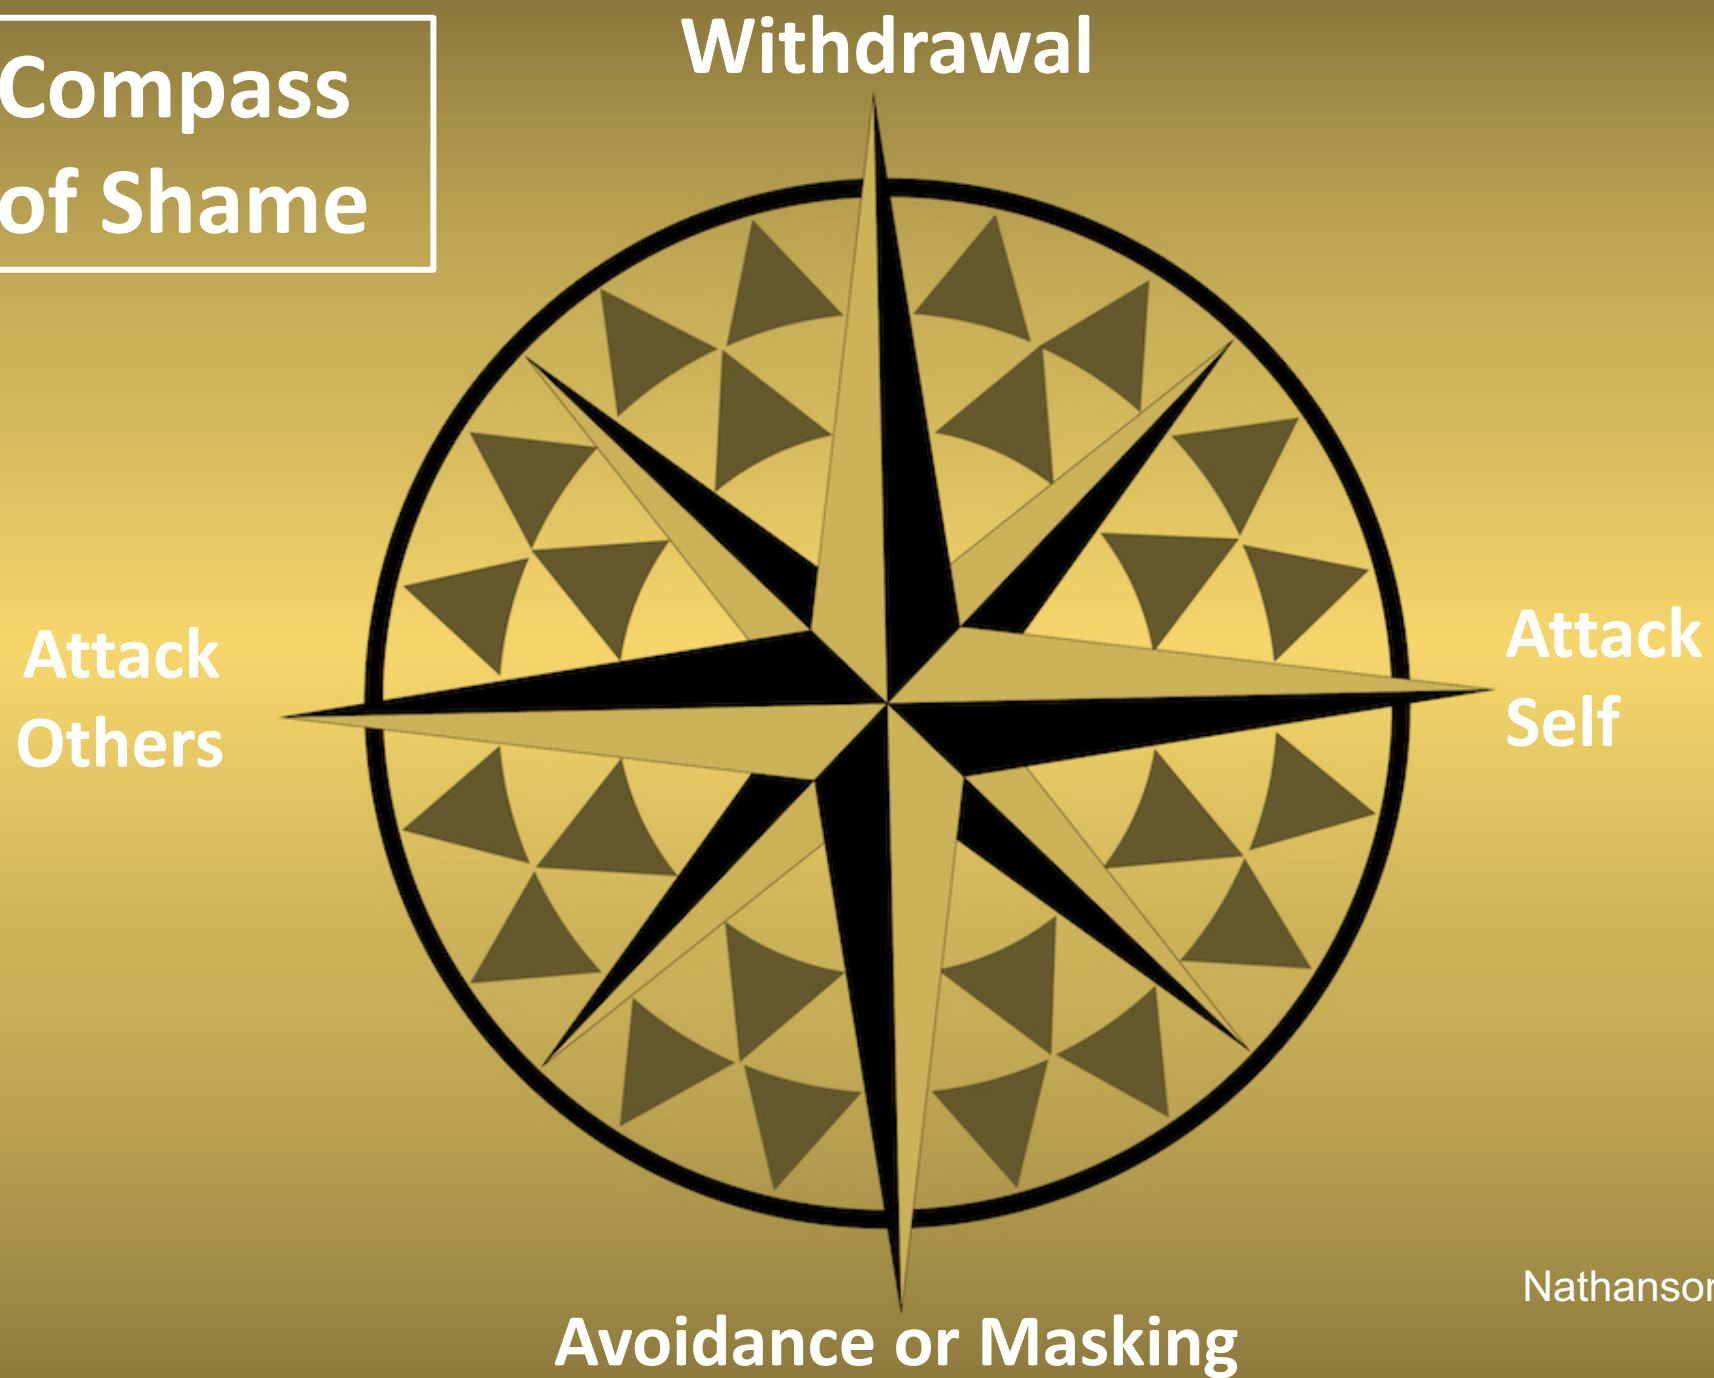 Compass
of Shame
Withdrawal
Attack
Others
Attack
Self
Avoidance or Masking